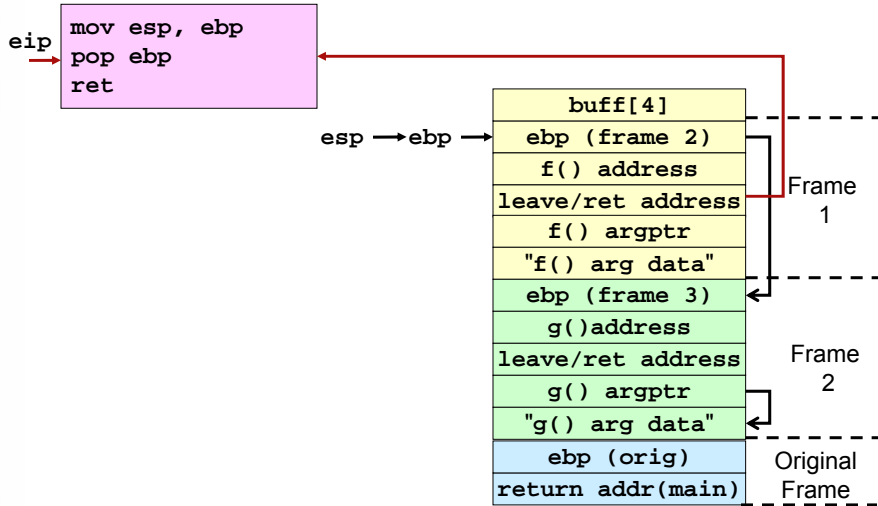 mov esp, ebp
eip
pop ebp
ret
buff[4]
esp
ebp
ebp (frame 2)
f() address
leave/ret address
Frame
1
f() argptr
"f() arg data"
ebp (frame 3)
g()address
leave/ret address
Frame
2
g() argptr
"g() arg data"
ebp (orig)
Original
Frame
return addr(main)